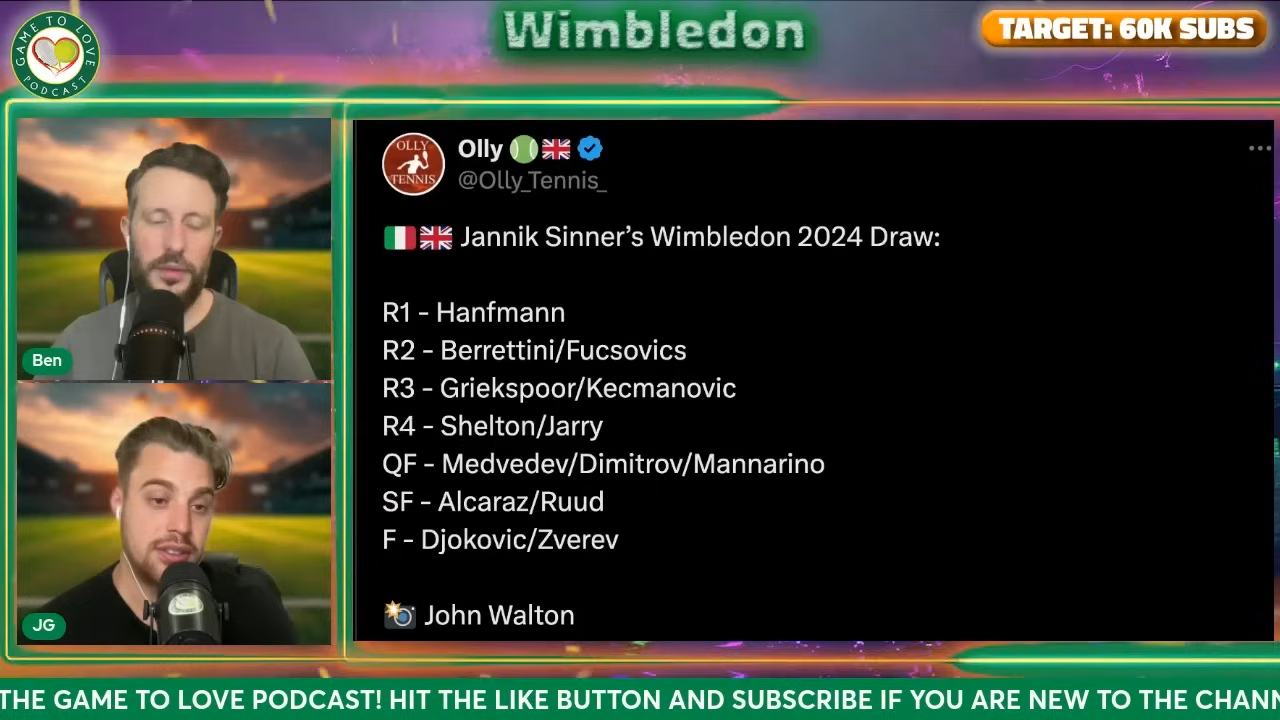 GAME TO LOVE
PODCAST
Wimbledon
TARGET: 60K SUBS
Ben
JG
OLLY
TENNIS
Olly
@Olly_Tennis_
Jannik Sinner’s Wimbledon 2024 Draw:
R1 - Hanfmann
R2 - Berrettini/Fucsovics
R3 - Griekspoor/Kecmanovic
R4 - Shelton/Jarry
QF - Medvedev/Dimitrov/Mannarino
SF - Alcaraz/Ruud
F - Djokovic/Zverev
John Walton
THE GAME TO LOVE PODCAST! HIT THE LIKE BUTTON AND SUBSCRIBE IF YOU ARE NEW TO THE CHANN